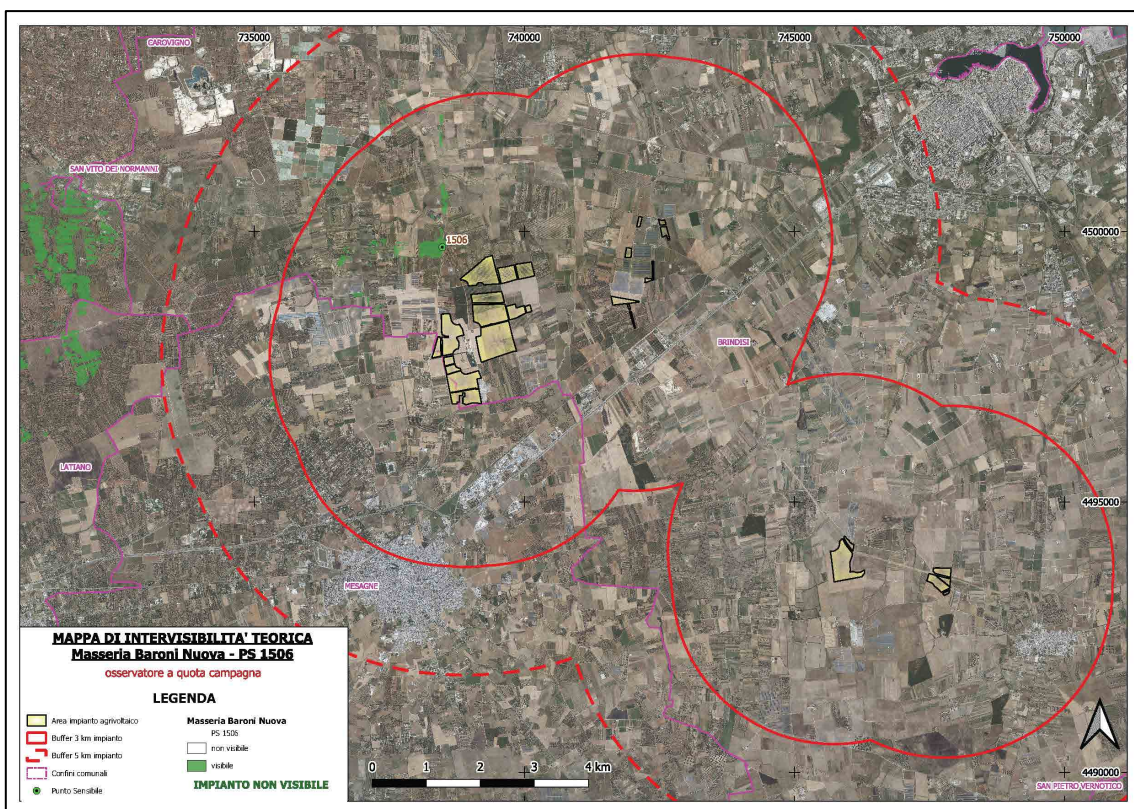 735000
740000
745000
750000
CAROVIGNO
SAN VITO DEI NORMANNI
1506
4500000
BRINDISI
LATIANO
4495000
MESAGNE
MAPPA DI INTERVISIBILITA' TEORICA
Masseria Baroni Nuova - PS 1506
osservatore a quota campagna
LEGENDA
Area impianto agrivoltaico
Buffer 3 km impianto
Buffer 5 km impianto
Confini comunali
Punto Sensibile
Masseria Baroni Nuova
PS 1506
non visibile
visibile
IMPIANTO NON VISIBILE
0 1 2 3 4 km
4490000
SAN PIETRO VERNOTICO